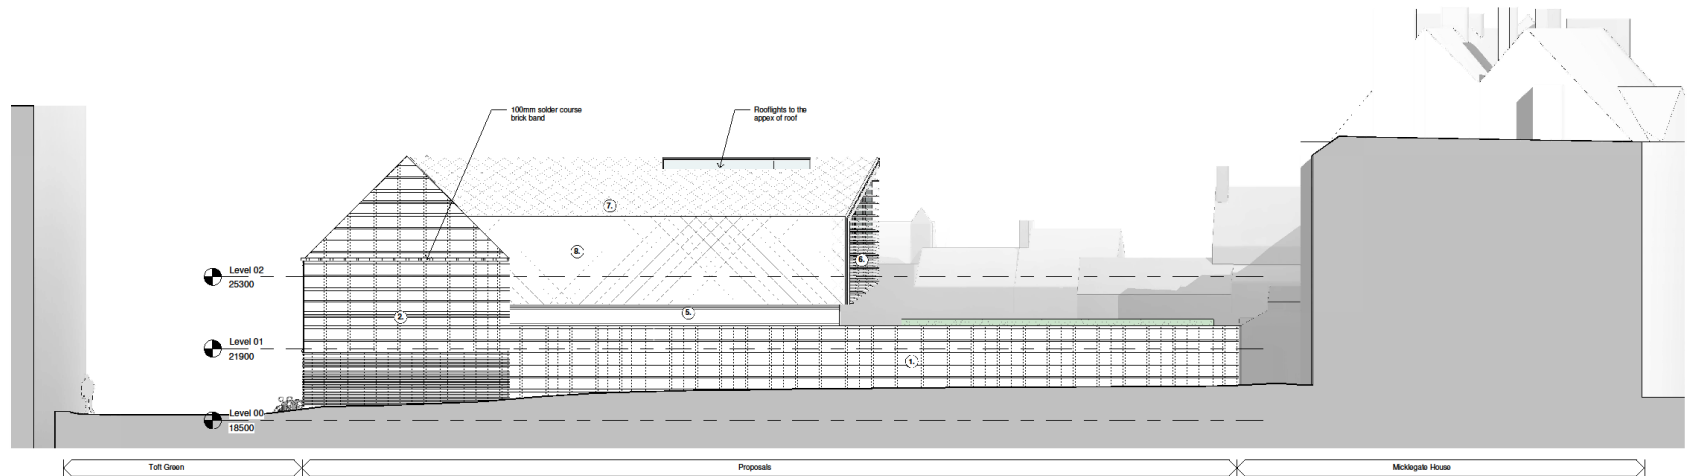 100mm solder course
brick band
Rooflights to the
appex of roof
7.
8.
6.
Level 02
25300
5.
2.
Level 01
21900
1.
Level 00
18500
Toft Green
Proposals
Micklegate House